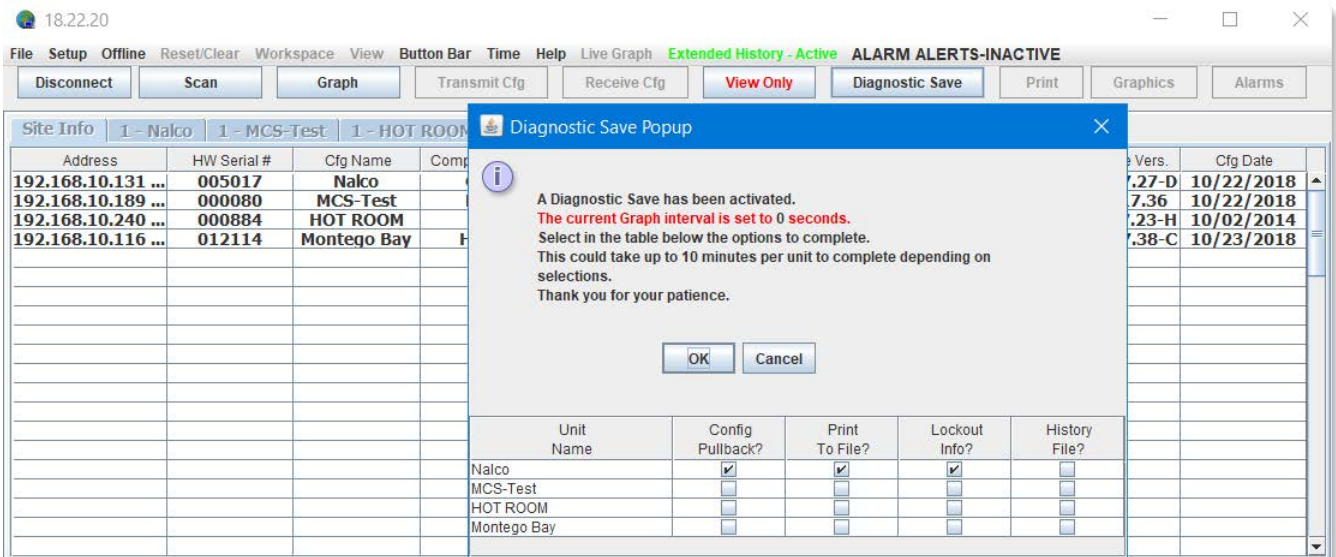 18.22.20
File Setup Offline Reset/Clear Workspace View Button Bar Time Help Live Graph Extended History - Active ALARM ALERTS-INACTIVE
Disconnect Scan Graph Transmit Cfg Receive Cfg View Only Diagnostic Save Print Graphics Alarms
Site Info 1 - Nalco 1 - MCS-Test 1 - HOT ROOM
Address HW Serial # Cfg Name Vers. Cfg Date
192.168.10.131 ... 005017 Nalco .27-D 10/22/2018
192.168.10.189 ... 000080 MCS-Test 7.36 10/22/2018
192.168.10.240 ... 000884 HOT ROOM .23-H 10/02/2014
192.168.10.116 ... 012114 Montego Bay .38-C 10/23/2018
Diagnostic Save Popup
A Diagnostic Save has been activated.
The current Graph interval is set to 0 seconds.
Select in the table below the options to complete.
This could take up to 10 minutes per unit to complete depending on
selections.
Thank you for your patience.
OK Cancel
Unit Config Print Lockout History
Name Pullback? To File? Info? File?
Nalco
MCS-Test
HOT ROOM
Montego Bay